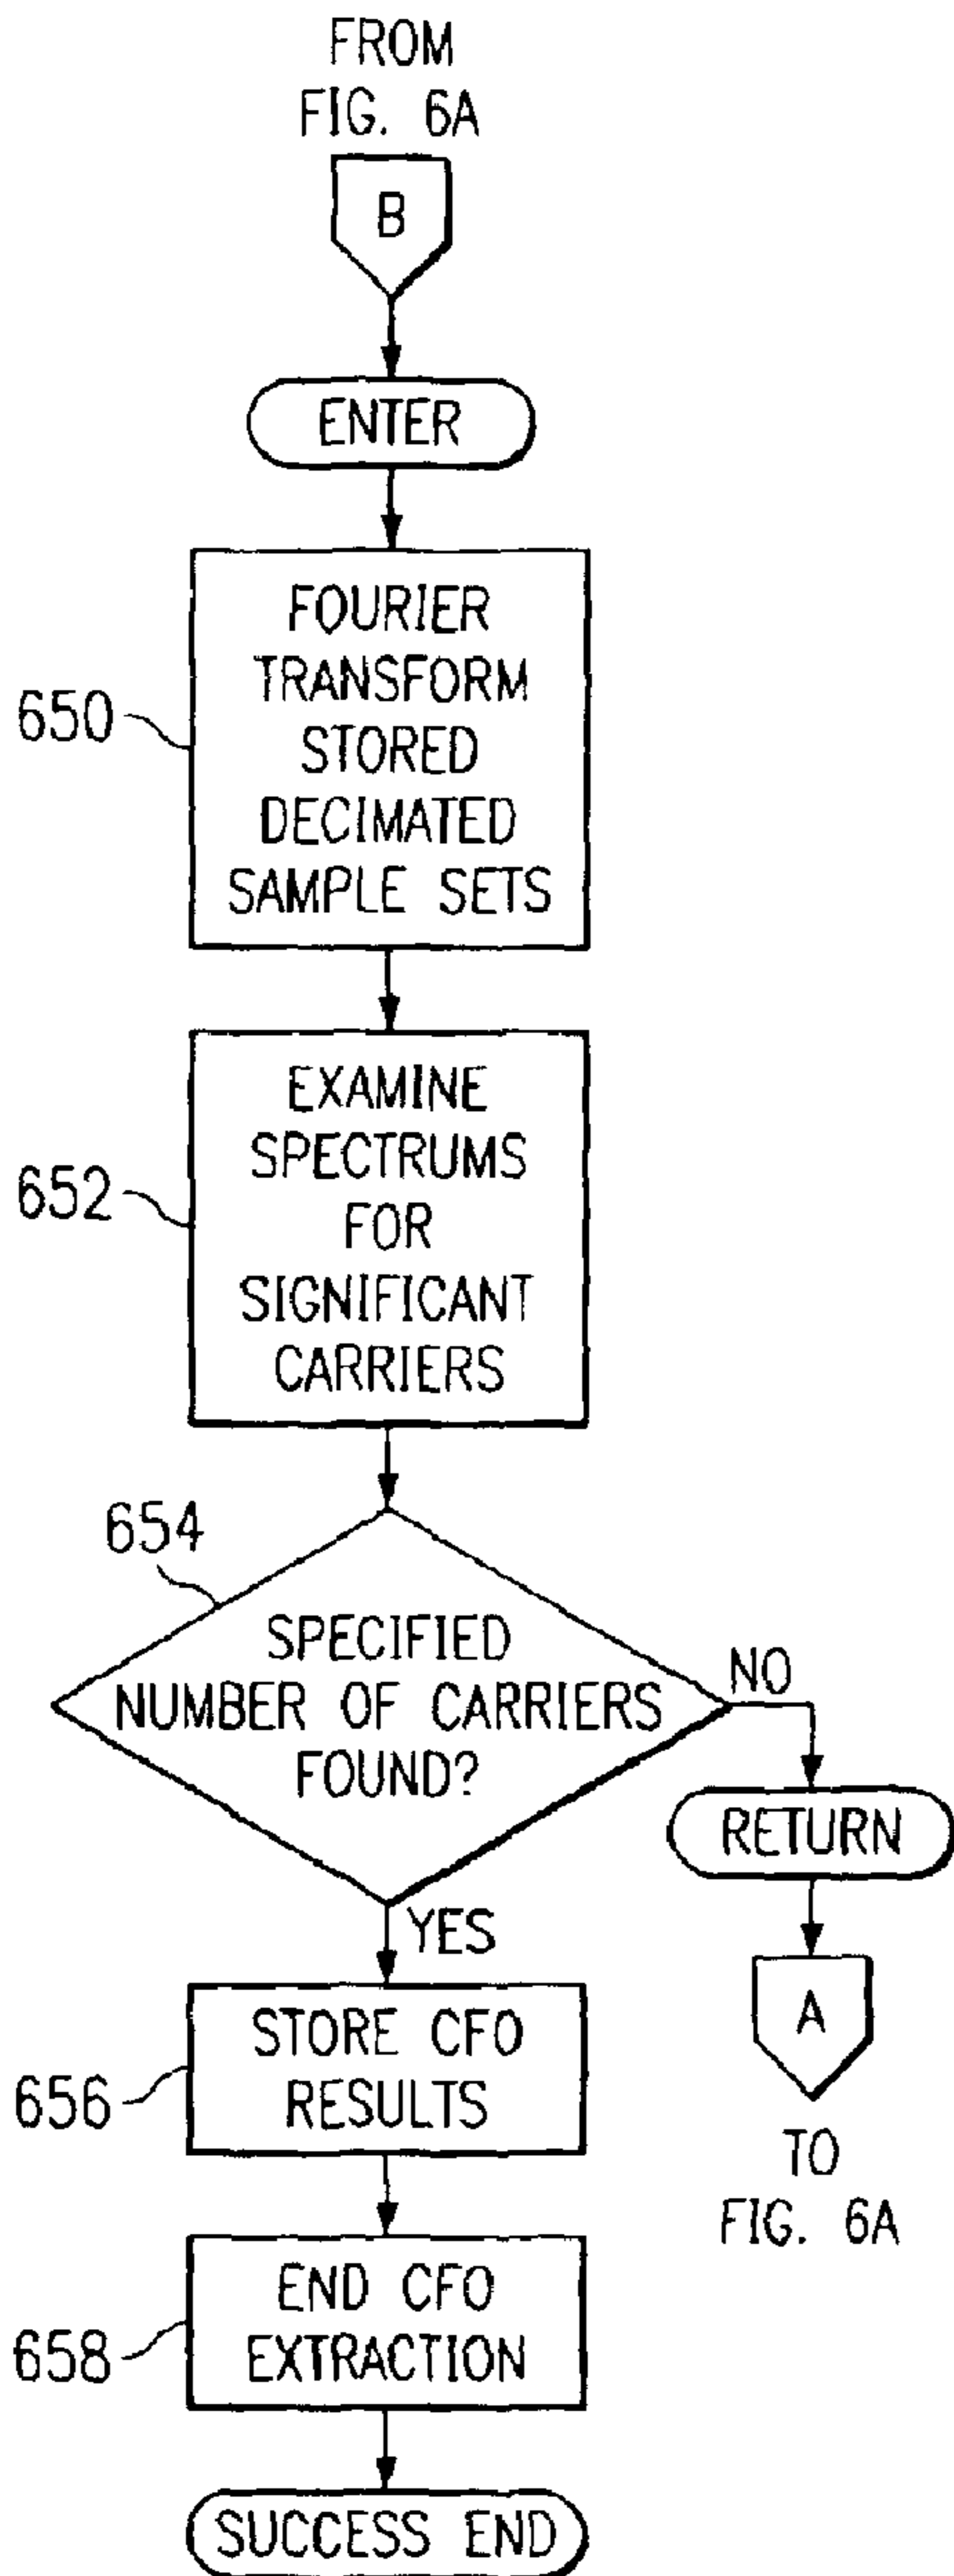 FROM
FIG. 6A
B
ENTER
650
FOURIER
TRANSFORM
STORED
DECIMATED
SAMPLE SETS
652
EXAMINE
SPECTRUMS
FOR
SIGNIFICANT
CARRIERS
654
SPECIFIED
NUMBER OF CARRIERS
FOUND?
NO
RETURN
A
TO
FIG. 6A
YES
656
STORE CFO
RESULTS
658
END CFO
EXTRACTION
SUCCESS END